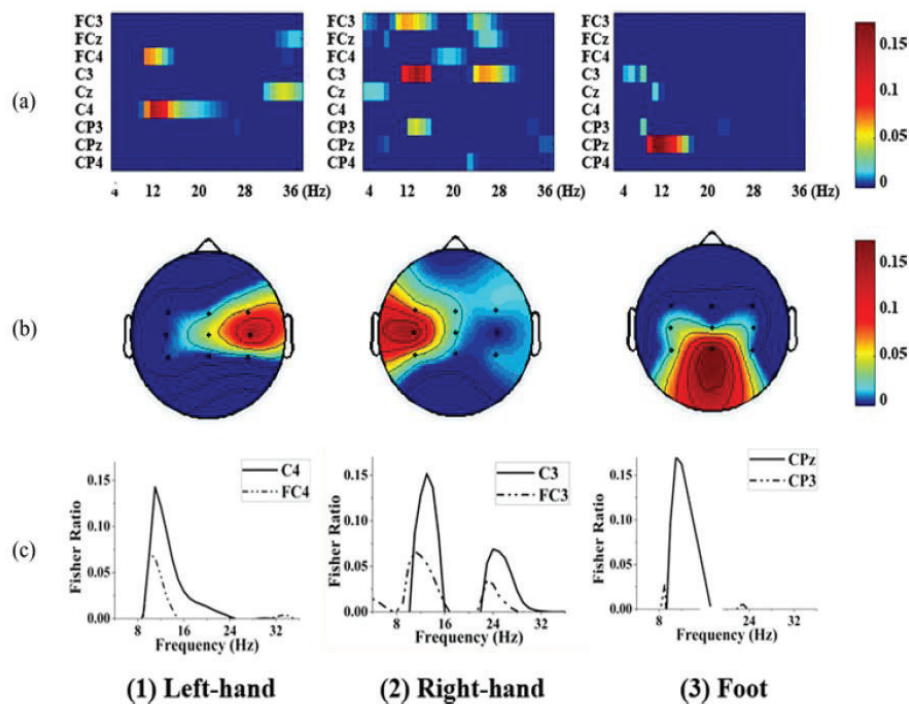 (a)
FC3
FCz
FC4
C3
Cz
C4
CP3
CPz
CP4
4 12 20 28 36 (Hz)
FC3
FCz
FC4
C3
Cz
C4
CP3
CPz
CP4
4 12 20 28 36 (Hz)
FC3
FCz
FC4
C3
Cz
C4
CP3
CPz
CP4
4 12 20 28 36 (Hz)
0.15
0.1
0.05
0
(b)
0.15
0.1
0.05
0
(c)
Fisher Ratio
0.15
0.10
0.05
0.00
C4
FC4
8 16 24 32
Frequency (Hz)
Fisher Ratio
0.15
0.10
0.05
0.00
C3
FC3
8 16 24 32
Frequency (Hz)
Fisher Ratio
0.15
0.10
0.05
0.00
CPz
CP3
8 16 24 32
Frequency (Hz)
(1) Left-hand
(2) Right-hand
(3) Foot